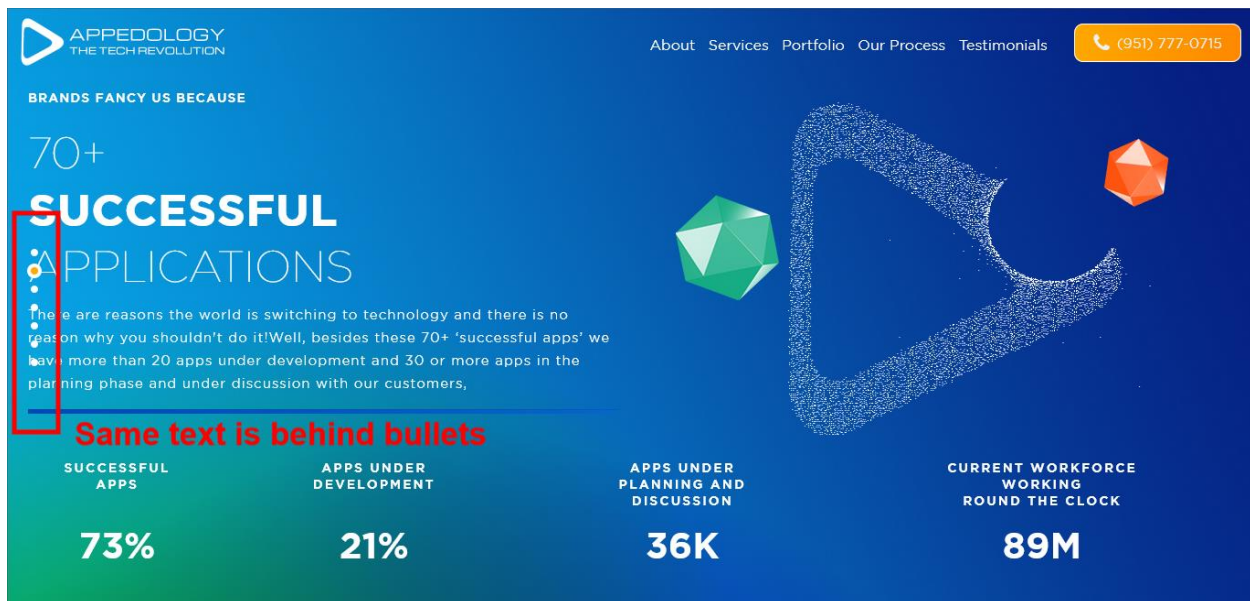 APPEDOLOGY
THE TECH REVOLUTION
About Services Portfolio Our Process Testimonials
(951) 777-0715
BRANDS FANCY US BECAUSE
70+
SUCCESSFUL
APPLICATIONS
There are reasons the world is switching to technology and there is no
reason why you shouldn't do it!Well, besides these 70+ ‘successful apps’ we
have more than 20 apps under development and 30 or more apps in the
planning phase and under discussion with our customers,
Same text is behind bullets
SUCCESSFUL
APPS
73%
APPS UNDER
DEVELOPMENT
21%
APPS UNDER
PLANNING AND
DISCUSSION
36K
CURRENT WORKFORCE
WORKING
ROUND THE CLOCK
89M